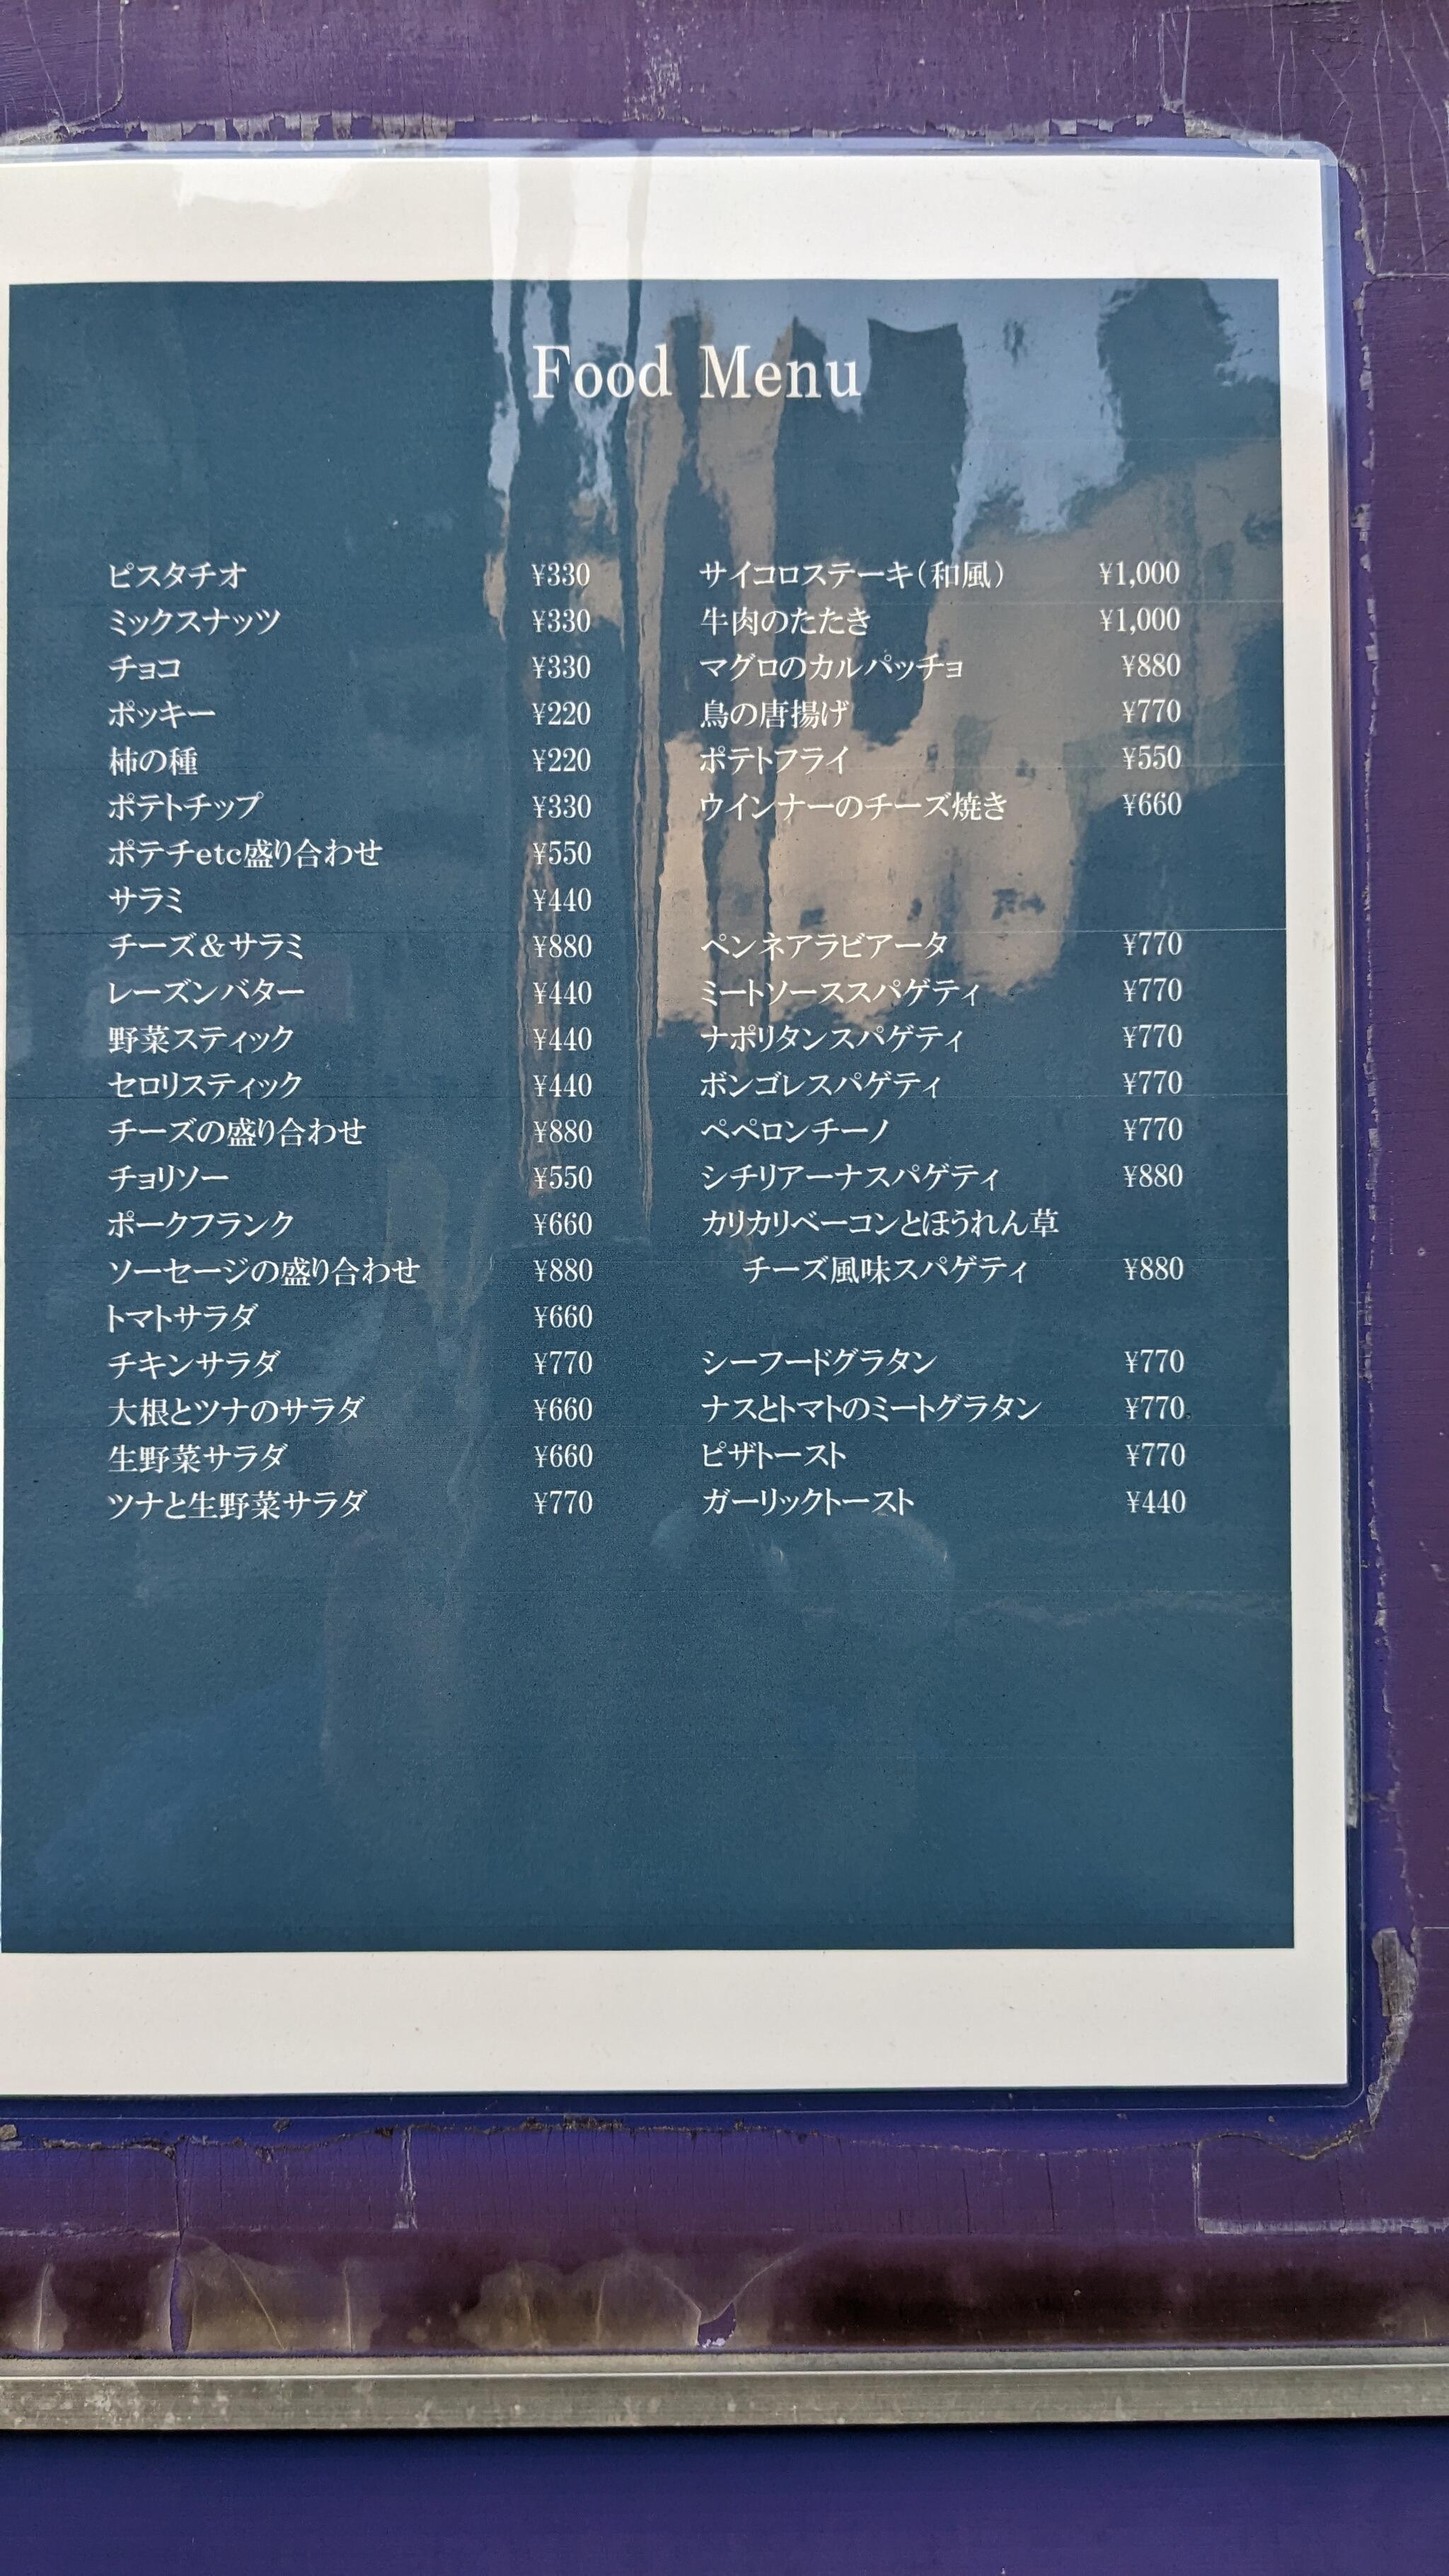 Food Menu
ピスタチオ ¥330
ミックスナッツ ¥330
チョコ ¥330
ポッキー ¥220
柿の種 ¥220
ポテトチップ ¥330
ポテチetc盛り合わせ ¥550
サラミ ¥440
チーズ＆サラミ ¥880
レーズンバター ¥440
野菜スティック ¥440
セロリスティック ¥440
チーズの盛り合わせ ¥880
チョリソー ¥550
ポークフランク ¥660
ソーセージの盛り合わせ ¥880
トマトサラダ ¥660
チキンサラダ ¥770
大根とツナのサラダ ¥660
生野菜サラダ ¥660
ツナと生野菜サラダ ¥770
サイコロステーキ（和風） ¥1,000
牛肉のたたき ¥1,000
マグロのカルパッチョ ¥880
鳥の唐揚げ ¥770
ポテトフライ ¥550
ウインナーのチーズ焼き ¥660
ペンネアラビアータ ¥770
ミートソーススパゲティ ¥770
ナポリタンスパゲティ ¥770
ボンゴレスパゲティ ¥770
ペペロンチーノ ¥770
シチリアーナスパゲティ ¥880
カリカリベーコンとほうれん草
チーズ風味スパゲティ ¥880
シーフードグラタン ¥770
ナスとトマトのミートグラタン ¥770
ピザトースト ¥770
ガーリックトースト ¥440